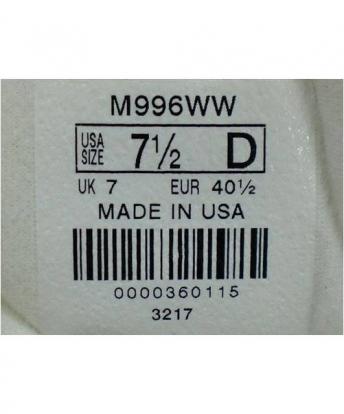 M996WW
USA SIZE 7½ D
UK 7 EUR 40½
MADE IN USA
0000360115
3217